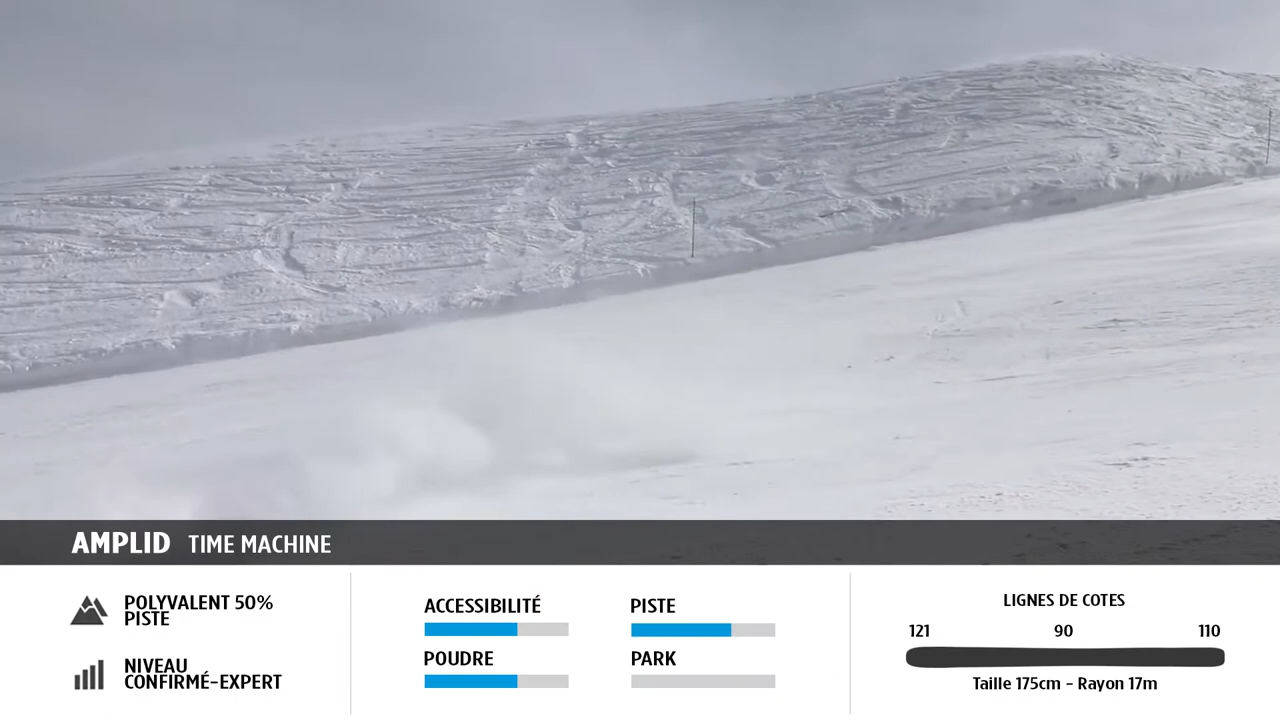 AMPLID TIME MACHINE
POLYVALENT 50%
PISTE
NIVEAU
CONFIRMÉ-EXPERT
ACCESSIBILITÉ
PISTE
POUDRE
PARK
LIGNES DE COTES
121 90 110
Taille 175cm - Rayon 17m